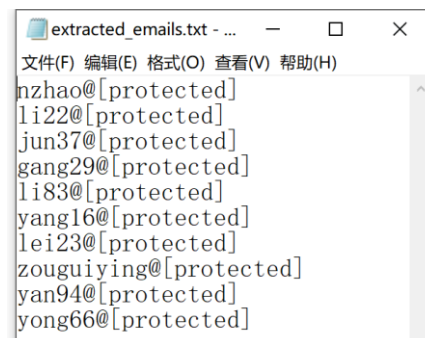 extracted_emails.txt - ...
文件(F) 编辑(E) 格式(O) 查看(V) 帮助(H)
nzhao@[protected]
li22@[protected]
jun37@[protected]
gang29@[protected]
li83@[protected]
yang16@[protected]
lei23@[protected]
zouguiying@[protected]
yan94@[protected]
yong66@[protected]